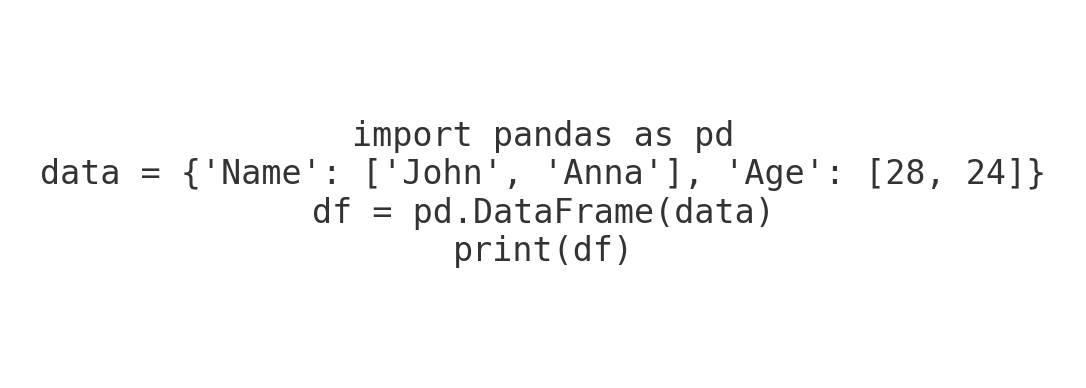 import pandas as pd
data = {'Name': ['John', 'Anna'], 'Age': [28, 24]}
df = pd.DataFrame(data)
print(df)